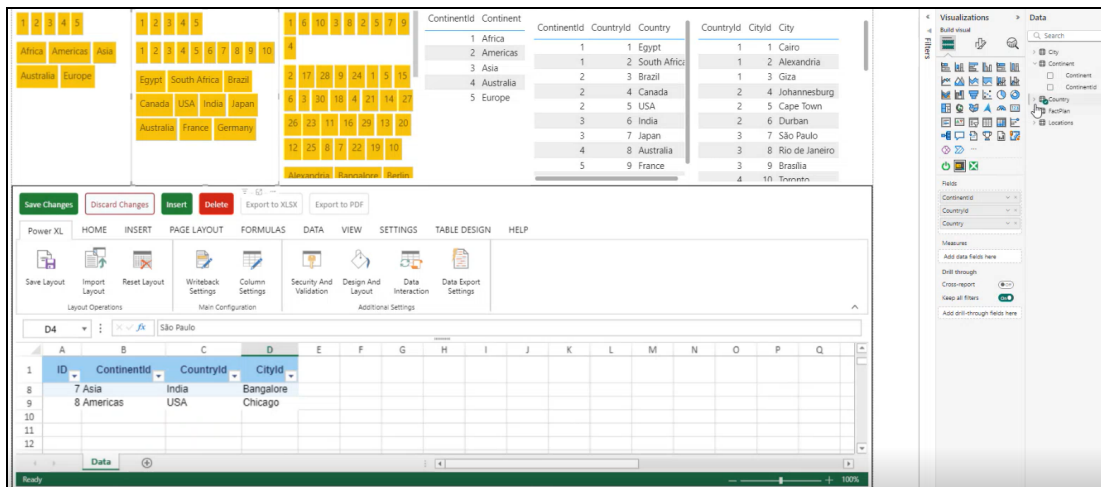 1 2 3 4 5
Africa Americas Asia
Australia Europe
1 2 3 4 5
1 2 3 4 5 6 7 8 9 10
Egypt South Africa Brazil
Canada USA India Japan
Australia France Germany
1 6 10 3 8 2 5 7 9
4
2 17 28 9 24 1 5 15
6 3 30 18 4 21 14 27
26 23 11 16 29 13 20
12 25 8 7 22 19 10
Alexandria Bangalore Berlin
ContinentId Continent
1 Africa
2 Americas
3 Asia
4 Australia
5 Europe
ContinentId CountryId Country
1 1 Egypt
1 2 South Africa
2 3 Brazil
2 4 Canada
2 5 USA
3 6 India
3 7 Japan
4 8 Australia
5 9 France
CountryId CityId City
1 1 Cairo
1 2 Alexandria
1 3 Giza
2 4 Johannesburg
2 5 Cape Town
2 6 Durban
3 7 São Paulo
3 8 Rio de Janeiro
3 9 Brasília
4 10 Toronto
Filters
Visualizations
Build visual
Fields
ContinentId
CountryId
Country
Measures
Add data fields here
Drill through
Cross-report Off
Keep all filters On
Add drill-through fields here
Data
Search
City
Continent
Continent
ContinentId
Country
FactPlan
Locations
Save Changes Discard Changes Insert Delete Export to XLSX Export to PDF
Power XL HOME INSERT PAGE LAYOUT FORMULAS DATA VIEW SETTINGS TABLE DESIGN HELP
Save Layout Import Layout Reset Layout Writeback Settings Column Settings Security And Validation Design And Layout Data Interaction Data Export Settings
Layout Operations Main Configuration Additional Settings
D4 fx São Paulo
A B C D E F G H I J K L M N O P Q
1 ID ContinentId CountryId CityId
8 7 Asia India Bangalore
9 8 Americas USA Chicago
10
11
12
Data
Ready 100%